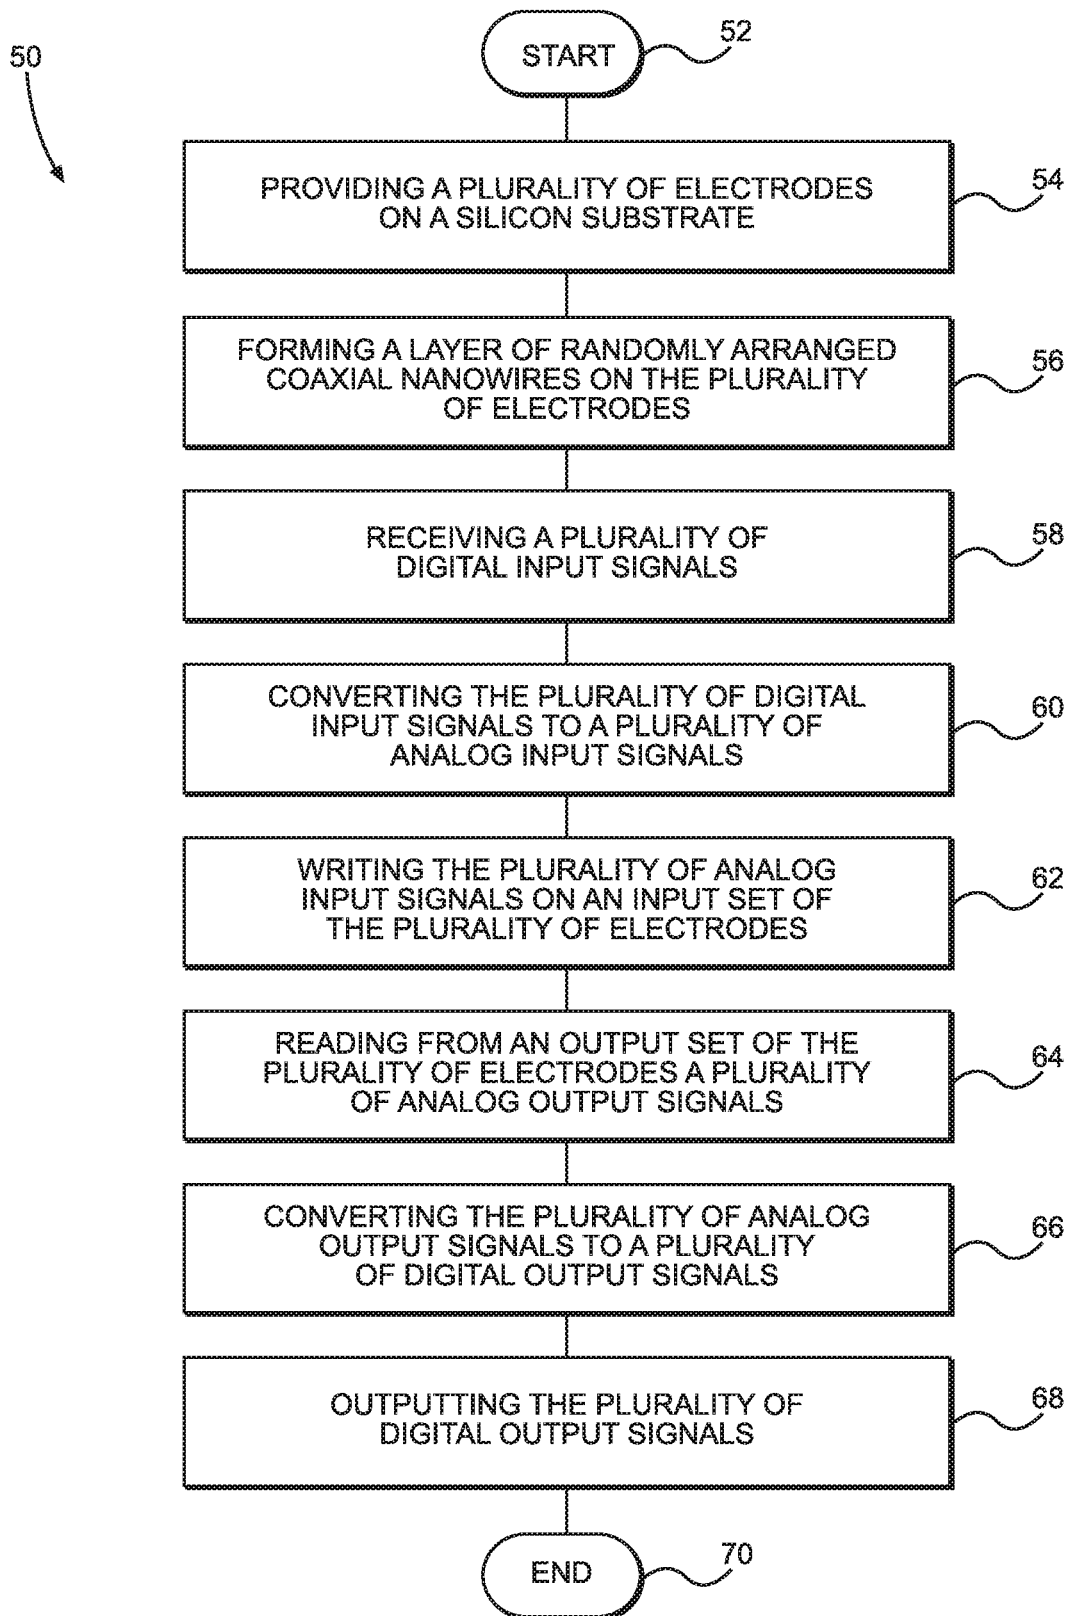 50
START
52
PROVIDING A PLURALITY OF ELECTRODES
ON A SILICON SUBSTRATE
54
FORMING A LAYER OF RANDOMLY ARRANGED
COAXIAL NANOWIRES ON THE PLURALITY
OF ELECTRODES
56
RECEIVING A PLURALITY OF
DIGITAL INPUT SIGNALS
58
CONVERTING THE PLURALITY OF DIGITAL
INPUT SIGNALS TO A PLURALITY OF
ANALOG INPUT SIGNALS
60
WRITING THE PLURALITY OF ANALOG
INPUT SIGNALS ON AN INPUT SET OF
THE PLURALITY OF ELECTRODES
62
READING FROM AN OUTPUT SET OF THE
PLURALITY OF ELECTRODES A PLURALITY
OF ANALOG OUTPUT SIGNALS
64
CONVERTING THE PLURALITY OF ANALOG
OUTPUT SIGNALS TO A PLURALITY
OF DIGITAL OUTPUT SIGNALS
66
OUTPUTTING THE PLURALITY OF
DIGITAL OUTPUT SIGNALS
68
END
70